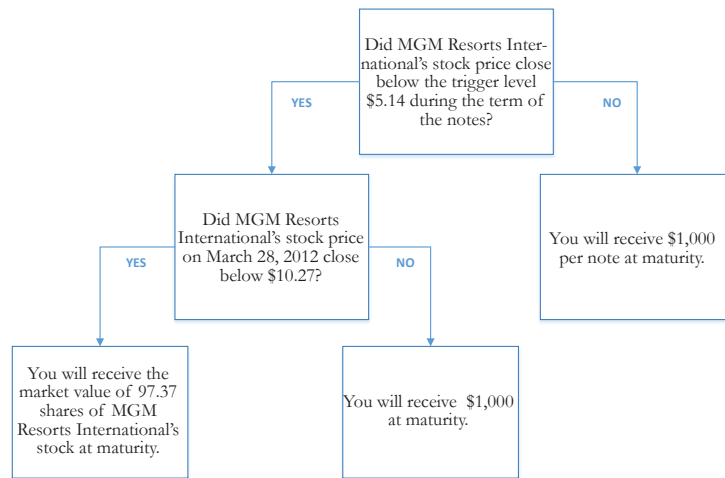 Did MGM Resorts Inter-
national's stock price close
below the trigger level
$5.14 during the term of
the notes?
YES
NO
Did MGM Resorts
International's stock price
on March 28, 2012 close
below $10.27?
You will receive $1,000
per note at maturity.
YES
NO
You will receive the
market value of 97.37
shares of MGM
Resorts International's
stock at maturity.
You will receive $1,000
at maturity.